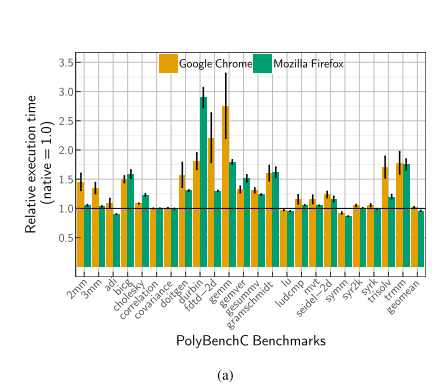 Google Chrome Mozilla Firefox
3.5
3.0
2.5
2.0
1.5
1.0
0.5
Relative execution time
(native = 1.0)
2mm
3mm
adi
bicg
cholesky
correlation
covariance
doitgen
durbin
fdtd−2d
gemm
gemver
gesummv
gramschmidt
lu
ludcmp
mvt
seidel−2d
symm
syr2k
syrk
trisolv
trmm
geomean
PolyBenchC Benchmarks
(a)